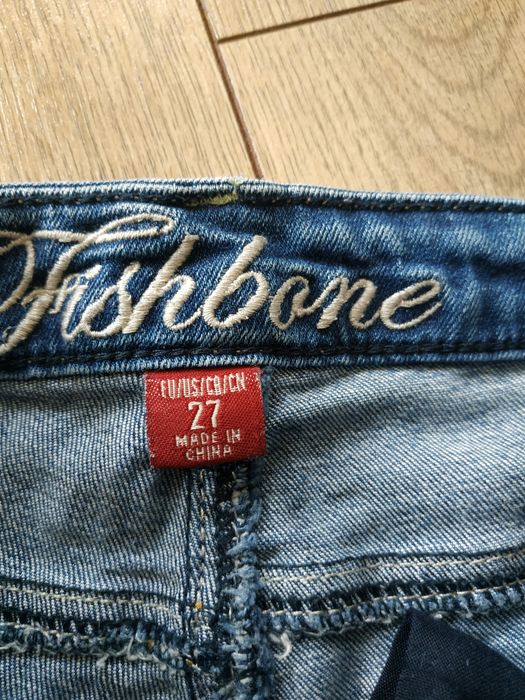 Fishbone
EU/US/GB/CN
27
MADE IN
CHINA